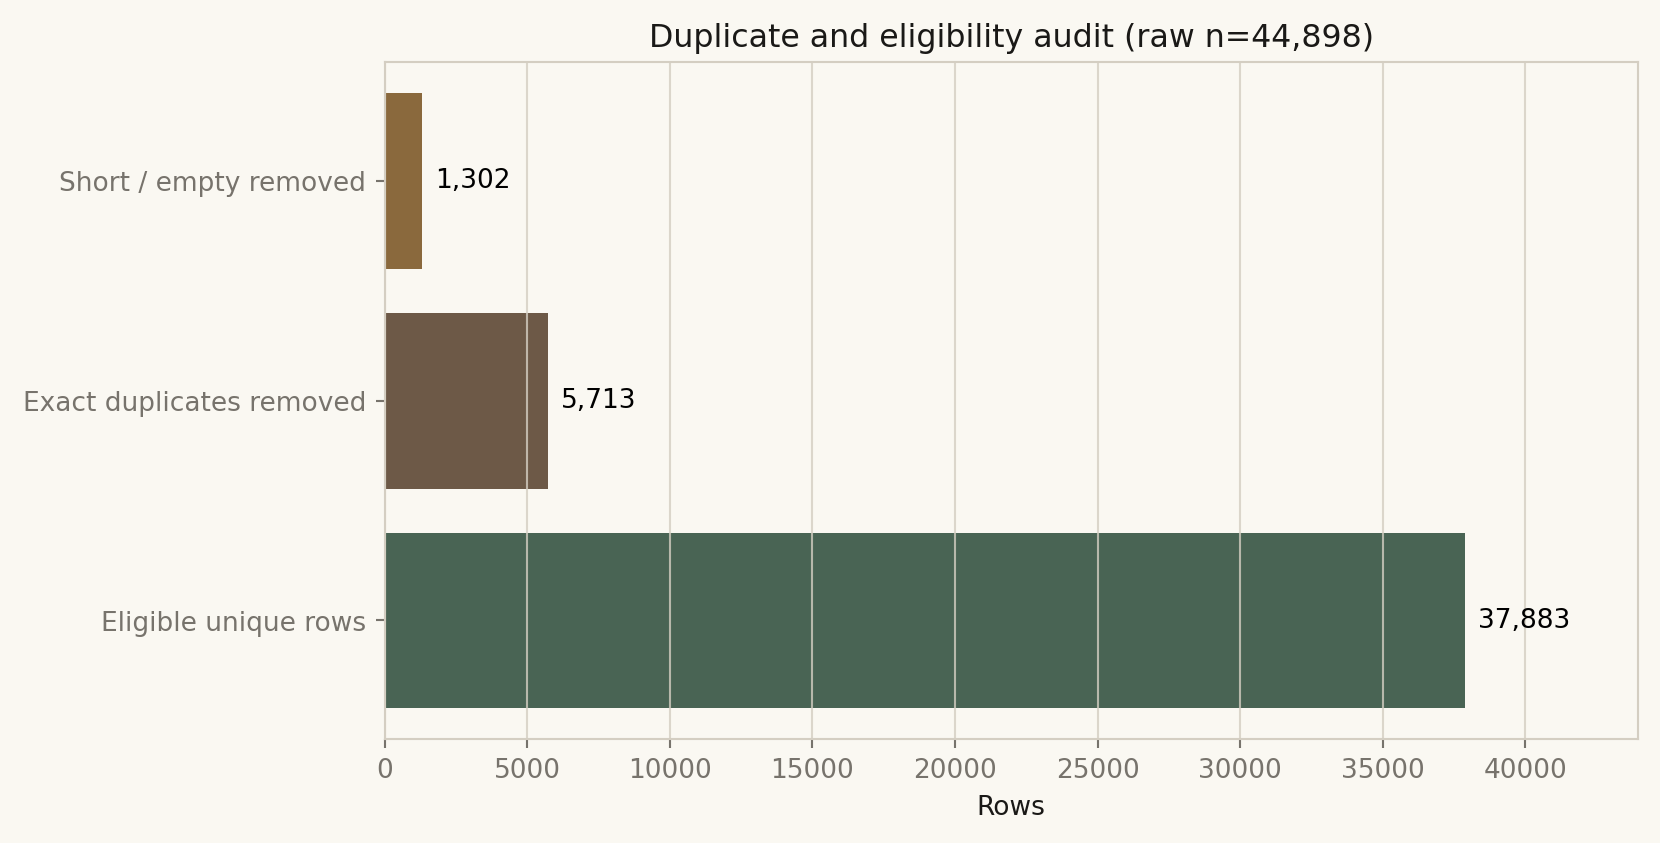 Duplicate and eligibility audit (raw n=44,898)
Short / empty removed
1,302
Exact duplicates removed
5,713
Eligible unique rows
37,883
0 5000 10000 15000 20000 25000 30000 35000 40000
Rows